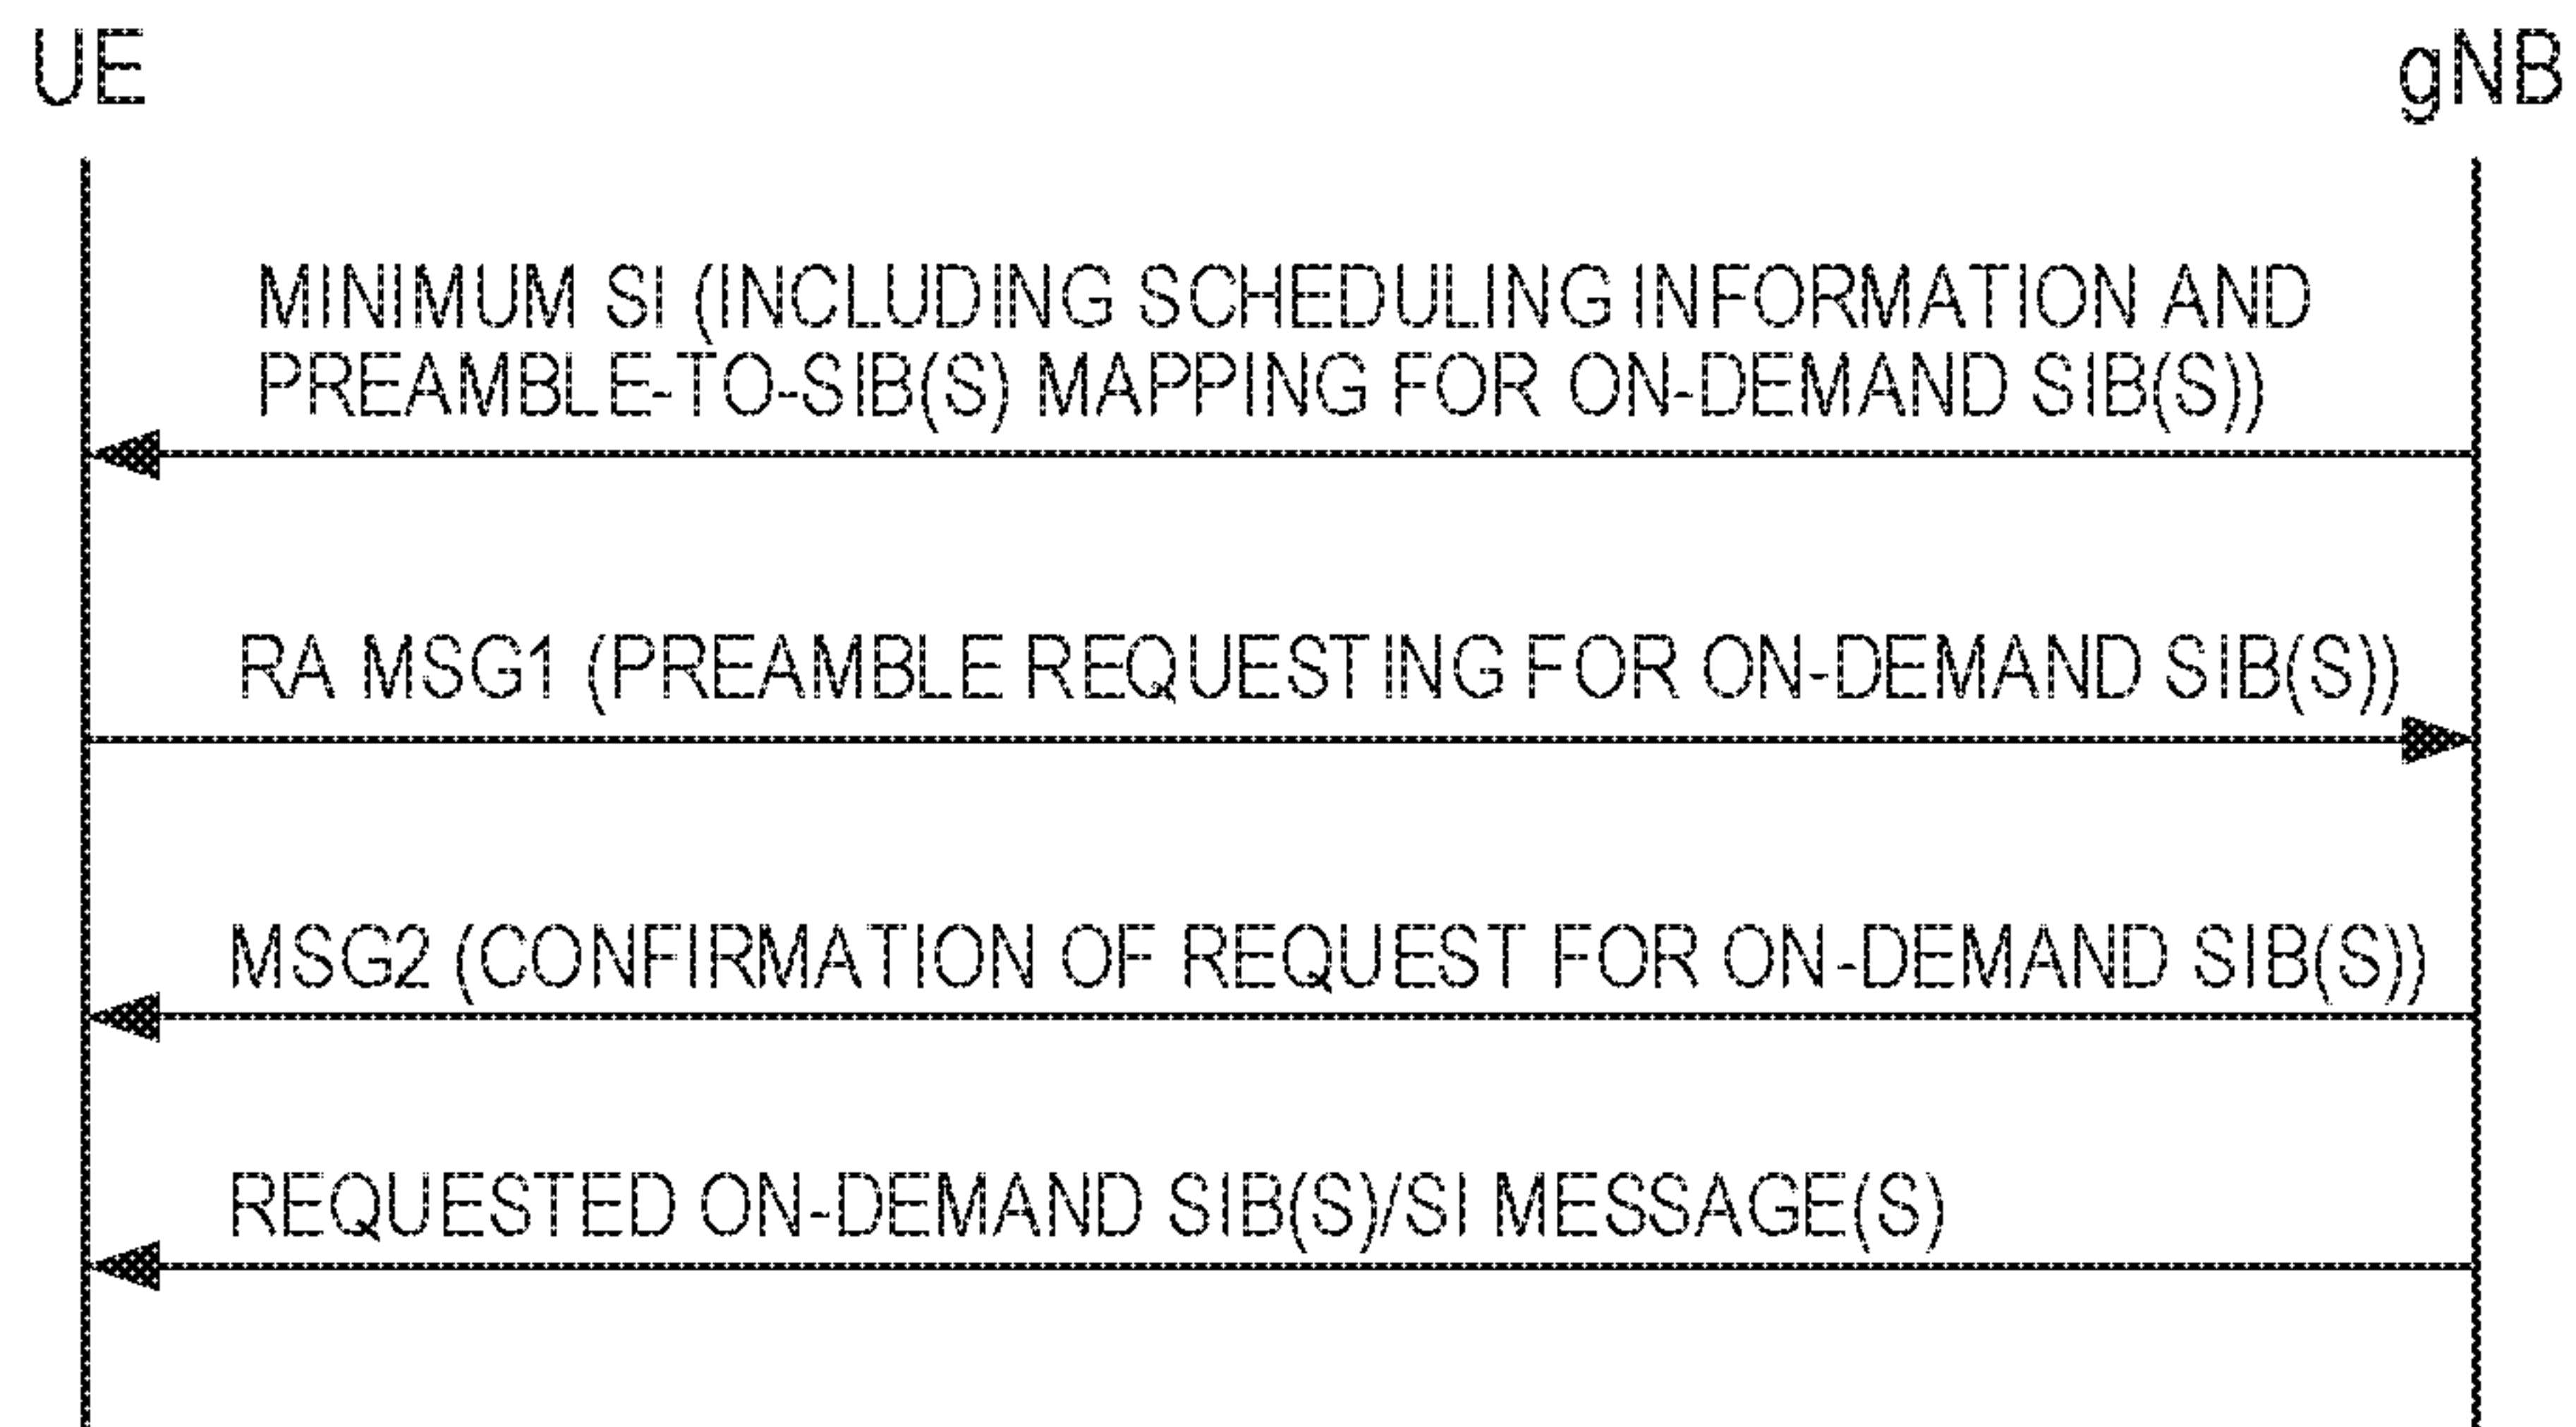 UE
gNB
MINIMUM SI (INCLUDING SCHEDULING INFORMATION AND
PREAMBLE-TO-SIB(S) MAPPING FOR ON-DEMAND SIB(S))
RA MSG1 (PREAMBLE REQUESTING FOR ON-DEMAND SIB(S))
MSG2 (CONFIRMATION OF REQUEST FOR ON-DEMAND SIB(S))
REQUESTED ON-DEMAND SIB(S)/SI MESSAGE(S)